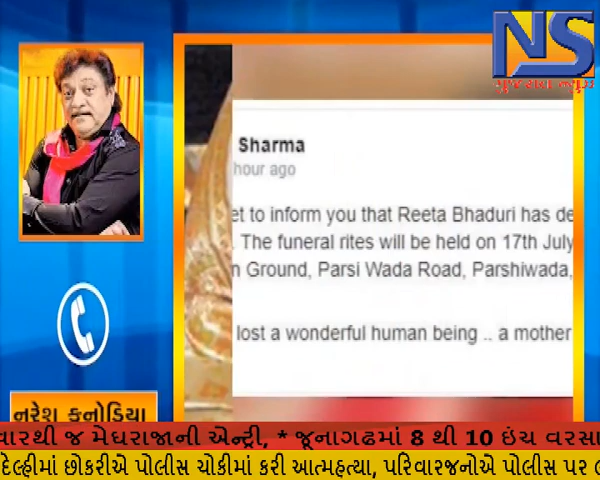 NS
ગુજરાત ન્યુઝ
Sharma
hour ago
et to inform you that Reeta Bhaduri has de
. The funeral rites will be held on 17th July
n Ground, Parsi Wada Road, Parshiwada,
lost a wonderful human being .. a mother
નરેશ કનોડિયા
વારથી જ મેઘરાજાની એન્ટ્રી, * જૂનાગઢમાં 8 થી 10 ઇંચ વરસા
દિલ્હીમાં છોકરીએ પોલીસ ચોકીમાં કરી આત્મહત્યા, પરિવારજનોએ પોલીસ પર